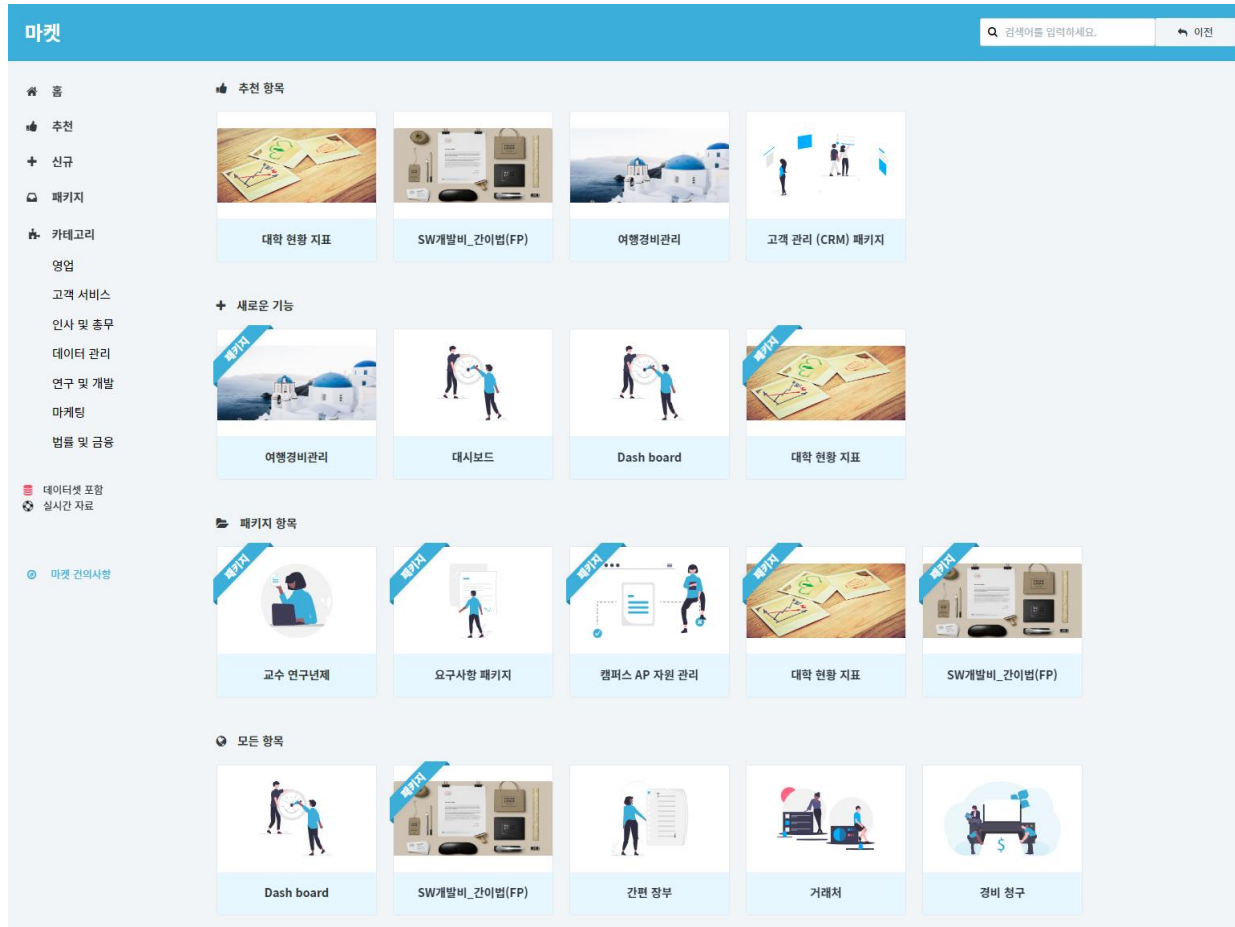 마켓
검색어를 입력하세요.
이전
홈
추천
신규
패키지
카테고리
영업
고객 서비스
인사 및 총무
데이터 관리
연구 및 개발
마케팅
법률 및 금융
데이터셋 포함
실시간 자료
마켓 건의사항
추천 항목
대학 현황 지표
SW개발비_간이법(FP)
여행경비관리
고객 관리 (CRM) 패키지
새로운 기능
패키지
여행경비관리
대시보드
Dash board
패키지
대학 현황 지표
패키지 항목
패키지
교수 연구년제
패키지
요구사항 패키지
패키지
캠퍼스 AP 자원 관리
패키지
대학 현황 지표
패키지
SW개발비_간이법(FP)
모든 항목
Dash board
패키지
SW개발비_간이법(FP)
간편 장부
거래처
경비 청구